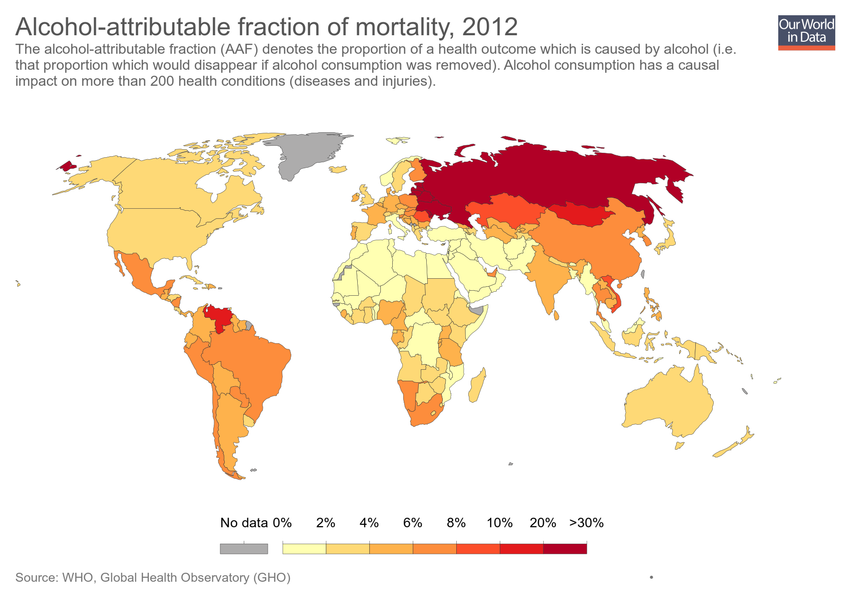 Alcohol-attributable fraction of mortality, 2012
Our World
in Data
The alcohol-attributable fraction (AAF) denotes the proportion of a health outcome which is caused by alcohol (i.e.
that proportion which would disappear if alcohol consumption was removed). Alcohol consumption has a causal
impact on more than 200 health conditions (diseases and injuries).
No data 0% 2% 4% 6% 8% 10% 20% >30%
Source: WHO, Global Health Observatory (GHO)